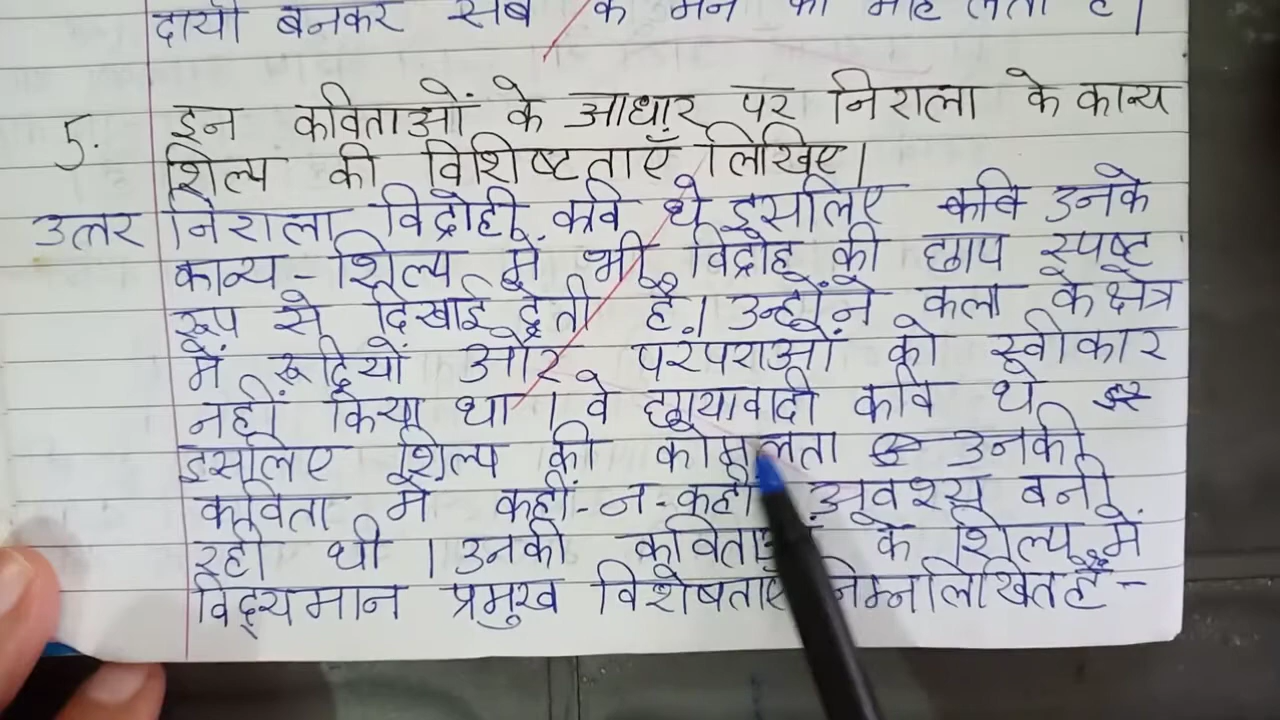 दायी बनकर सब के मन को मोह लेता है।
5. इन कविताओं के आधार पर निराला के काव्य
शिल्प की विशिष्टताएँ लिखिए।
उत्तर निराला विद्रोही कवि थे इसलिए कवि उनके
काव्य-शिल्प में भी विद्रोह की छाप स्पष्ट
रूप से दिखाई देती है। उन्होंने कला के क्षेत्र
में रूढ़ियों और परंपराओं को स्वीकार
नहीं किया था। वे छायावादी कवि थे
इसलिए शिल्प की कोमलता उनकी
कविता में कहीं-न-कहीं अवश्य बनी
रही थी। उनकी कविताओं के शिल्प में
विद्यमान प्रमुख विशेषताएँ निम्नलिखित हैं-